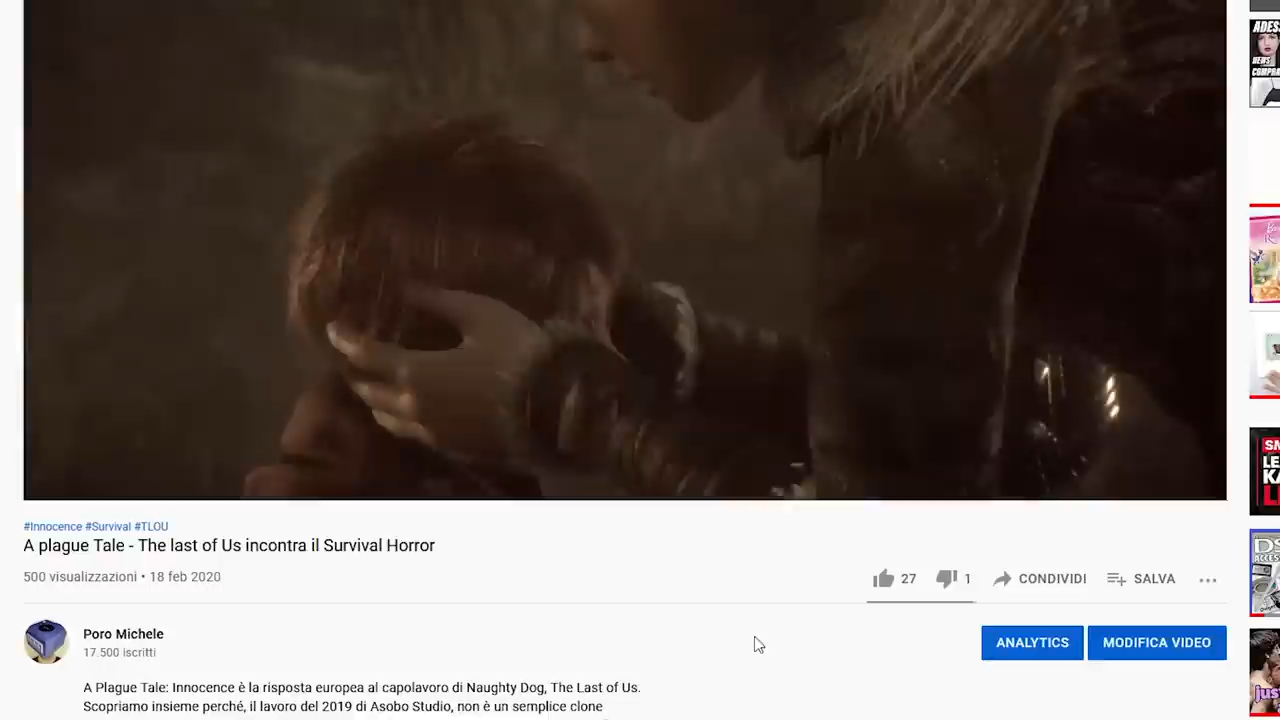 #Innocence #Survival #TLOU
A plague Tale - The last of Us incontra il Survival Horror
500 visualizzazioni • 18 feb 2020
27
1
CONDIVIDI
SALVA
Poro Michele
17.500 iscritti
ANALYTICS
MODIFICA VIDEO
A Plague Tale: Innocence è la risposta europea al capolavoro di Naughty Dog, The Last of Us.
Scopriamo insieme perché, il lavoro del 2019 di Asobo Studio, non è un semplice clone